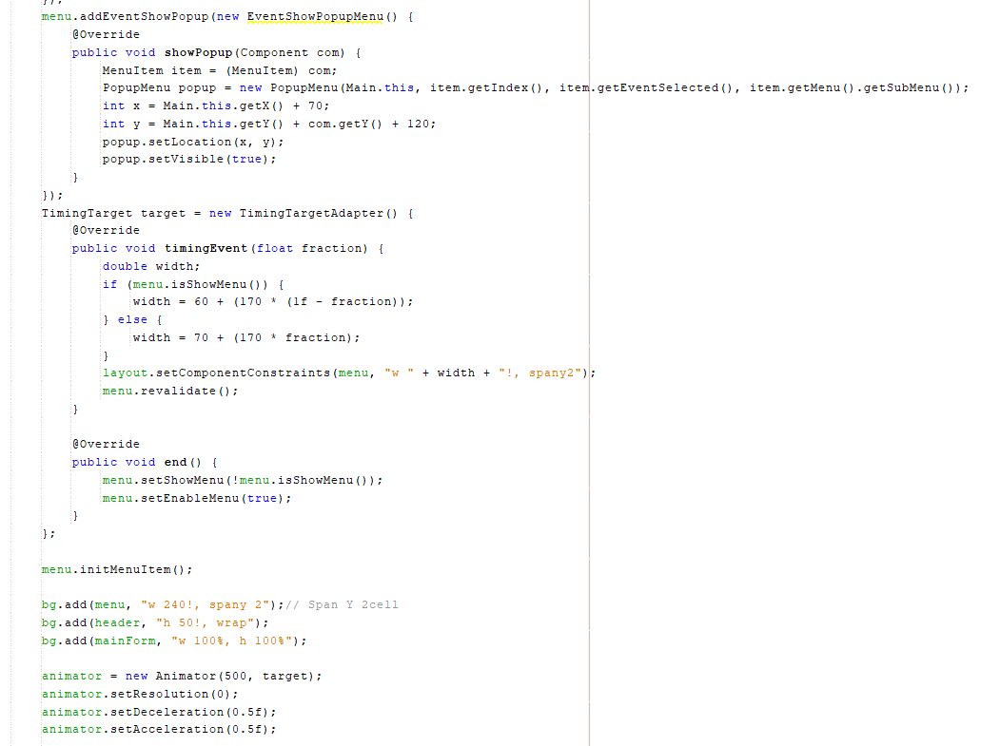 });
menu.addEventShowPopup(new EventShowPopupMenu() {
@Override
public void showPopup(Component com) {
MenuItem item = (MenuItem) com;
PopupMenu popup = new PopupMenu(Main.this, item.getIndex(), item.getEventSelected(), item.getMenu().getSubMenu());
int x = Main.this.getX() + 70;
int y = Main.this.getY() + com.getY() + 120;
popup.setLocation(x, y);
popup.setVisible(true);
}
});
TimingTarget target = new TimingTargetAdapter() {
@Override
public void timingEvent(float fraction) {
double width;
if (menu.isShowMenu()) {
width = 60 + (170 * (1f - fraction));
} else {
width = 70 + (170 * fraction);
}
layout.setComponentConstraints(menu, "w " + width + "!, spany2");
menu.revalidate();
}
@Override
public void end() {
menu.setShowMenu(!menu.isShowMenu());
menu.setEnableMenu(true);
}
};
menu.initMenuItem();
bg.add(menu, "w 240!, spany 2");// Span Y 2cell
bg.add(header, "h 50!, wrap");
bg.add(mainForm, "w 100%, h 100%");
animator = new Animator(500, target);
animator.setResolution(0);
animator.setDeceleration(0.5f);
animator.setAcceleration(0.5f);